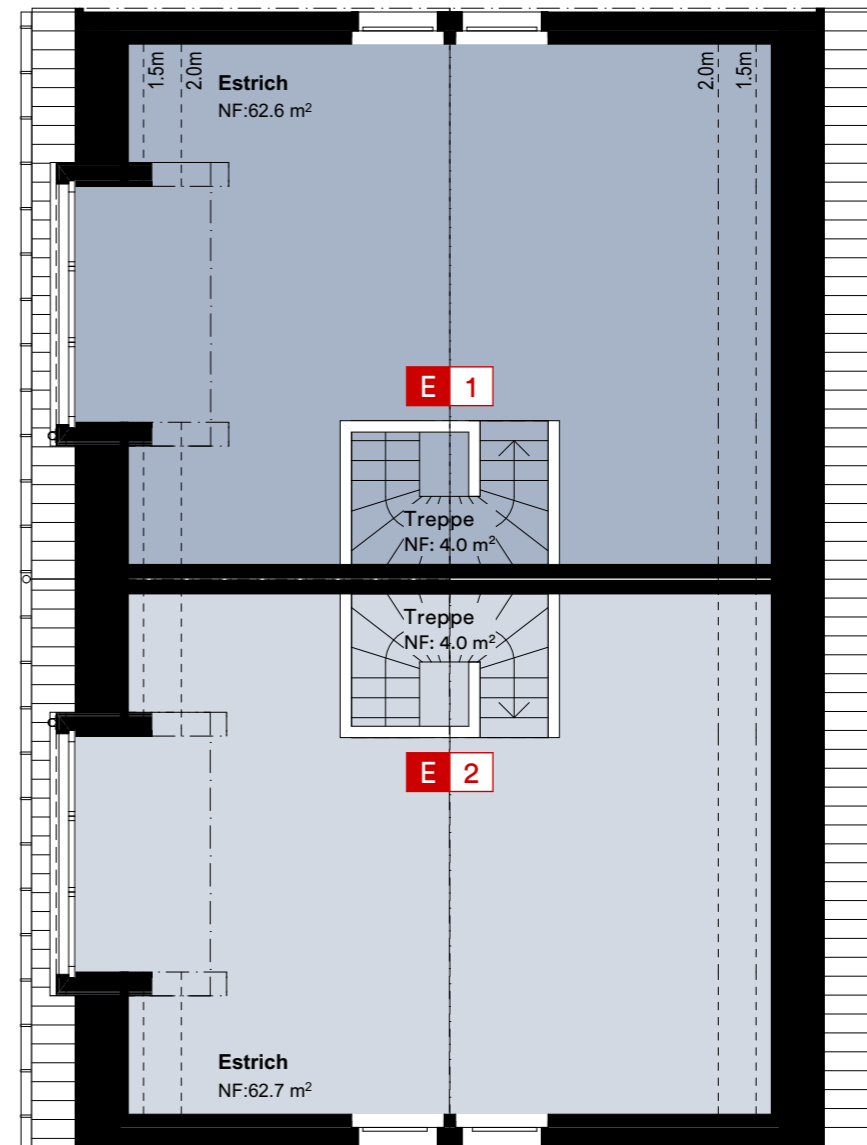 1.5m
2.0m
2.0m
1.5m
Estrich
NF:62.6 m²
E 1
Treppe
NF: 4.0 m²
Treppe
NF: 4.0 m²
E 2
Estrich
NF:62.7 m²